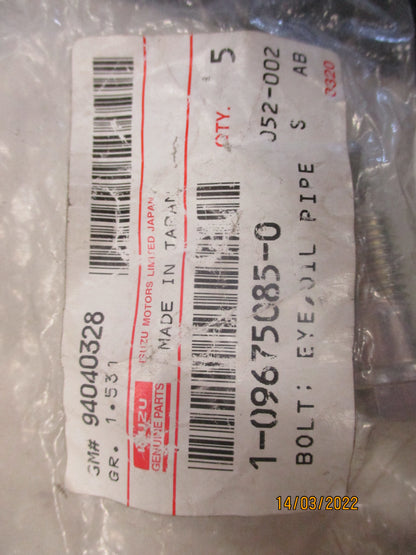 GM# 94040328
GR. 1.531
ISUZU
GENUINE PARTS
ISUZU MOTORS LIMITED JAPAN
MADE IN JAPAN
QTY. 5
1-09675085-0
J52-002
BOLT; EYE,OIL PIPE S AB
3320
14/03/2022